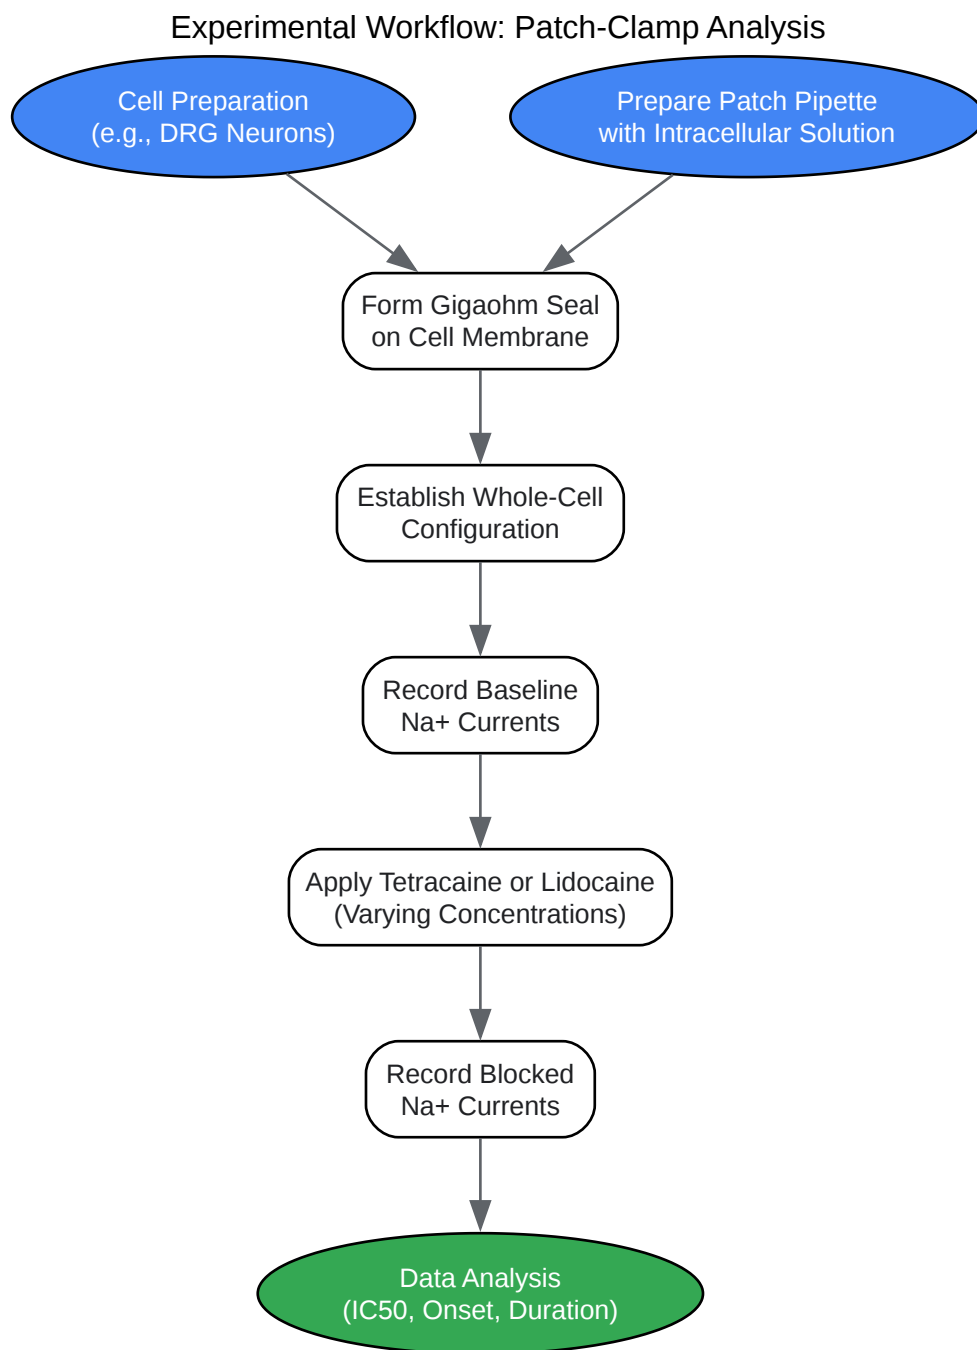 Experimental Workflow: Patch-Clamp Analysis
Cell Preparation
(e.g., DRG Neurons)
Prepare Patch Pipette
with Intracellular Solution
Form Gigaohm Seal
on Cell Membrane
Establish Whole-Cell
Configuration
Record Baseline
Na+ Currents
Apply Tetracaine or Lidocaine
(Varying Concentrations)
Record Blocked
Na+ Currents
Data Analysis
(IC50, Onset, Duration)